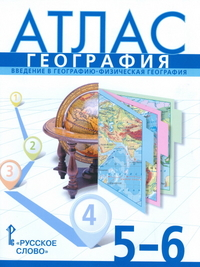 АТЛАС
ГЕОГРАФИЯ
ВВЕДЕНИЕ В ГЕОГРАФИЮ-ФИЗИЧЕСКАЯ ГЕОГРАФИЯ
1
2
3
4
«РУССКОЕ
СЛОВО»
5-6